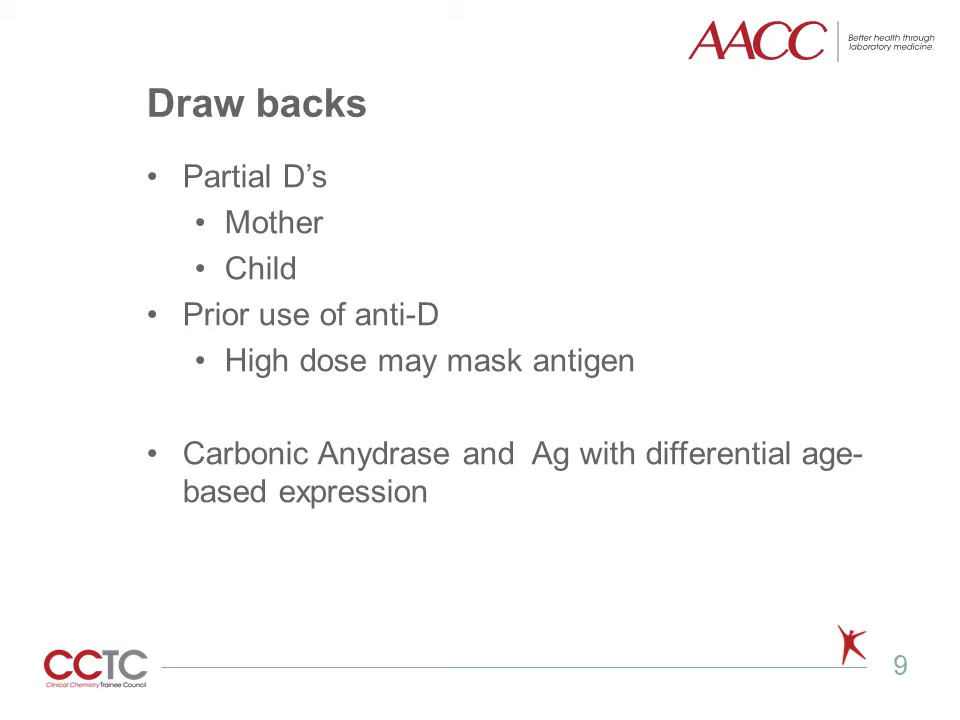 AACC
Better health through
laboratory medicine.
Draw backs
• Partial D’s
• Mother
• Child
• Prior use of anti-D
• High dose may mask antigen
• Carbonic Anydrase and  Ag with differential age-
based expression
CCTC
Clinical Chemistry Trainee Council
9